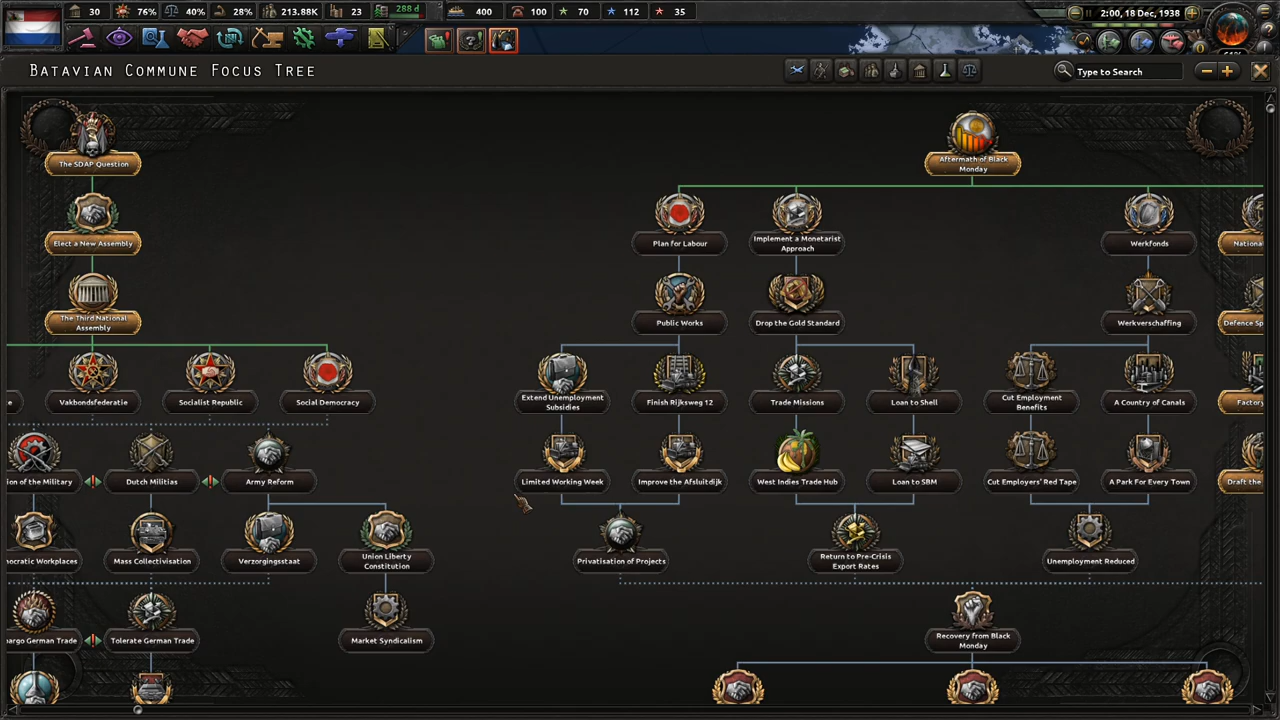 30 76% 40% 28% 213.88K 23 288 d 400 100 70 112 35 2:00, 18 Dec, 1938
Batavian Commune Focus Tree
Type to Search
The SDAP Question
Aftermath of Black
Monday
Elect a New Assembly
Plan for Labour
Implement a Monetarist
Approach
Werkfonds
National
The Third National
Assembly
Public Works
Drop the Gold Standard
Werkverschaffing
Defence Sp
e
Vakbondsfederatie
Socialist Republic
Social Democracy
Extend Unemployment
Subsidies
Finish Rijksweg 12
Trade Missions
Loan to Shell
Cut Employment
Benefits
A Country of Canals
Factory
ion of the Military
Dutch Militias
Army Reform
Limited Working Week
Improve the Afsluitdijk
West Indies Trade Hub
Loan to SBM
Cut Employers' Red Tape
A Park For Every Town
Draft the
ocratic Workplaces
Mass Collectivisation
Verzorgingsstaat
Union Liberty
Constitution
Privatisation of Projects
Return to Pre-Crisis
Export Rates
Unemployment Reduced
argo German Trade
Tolerate German Trade
Market Syndicalism
Recovery from Black
Monday